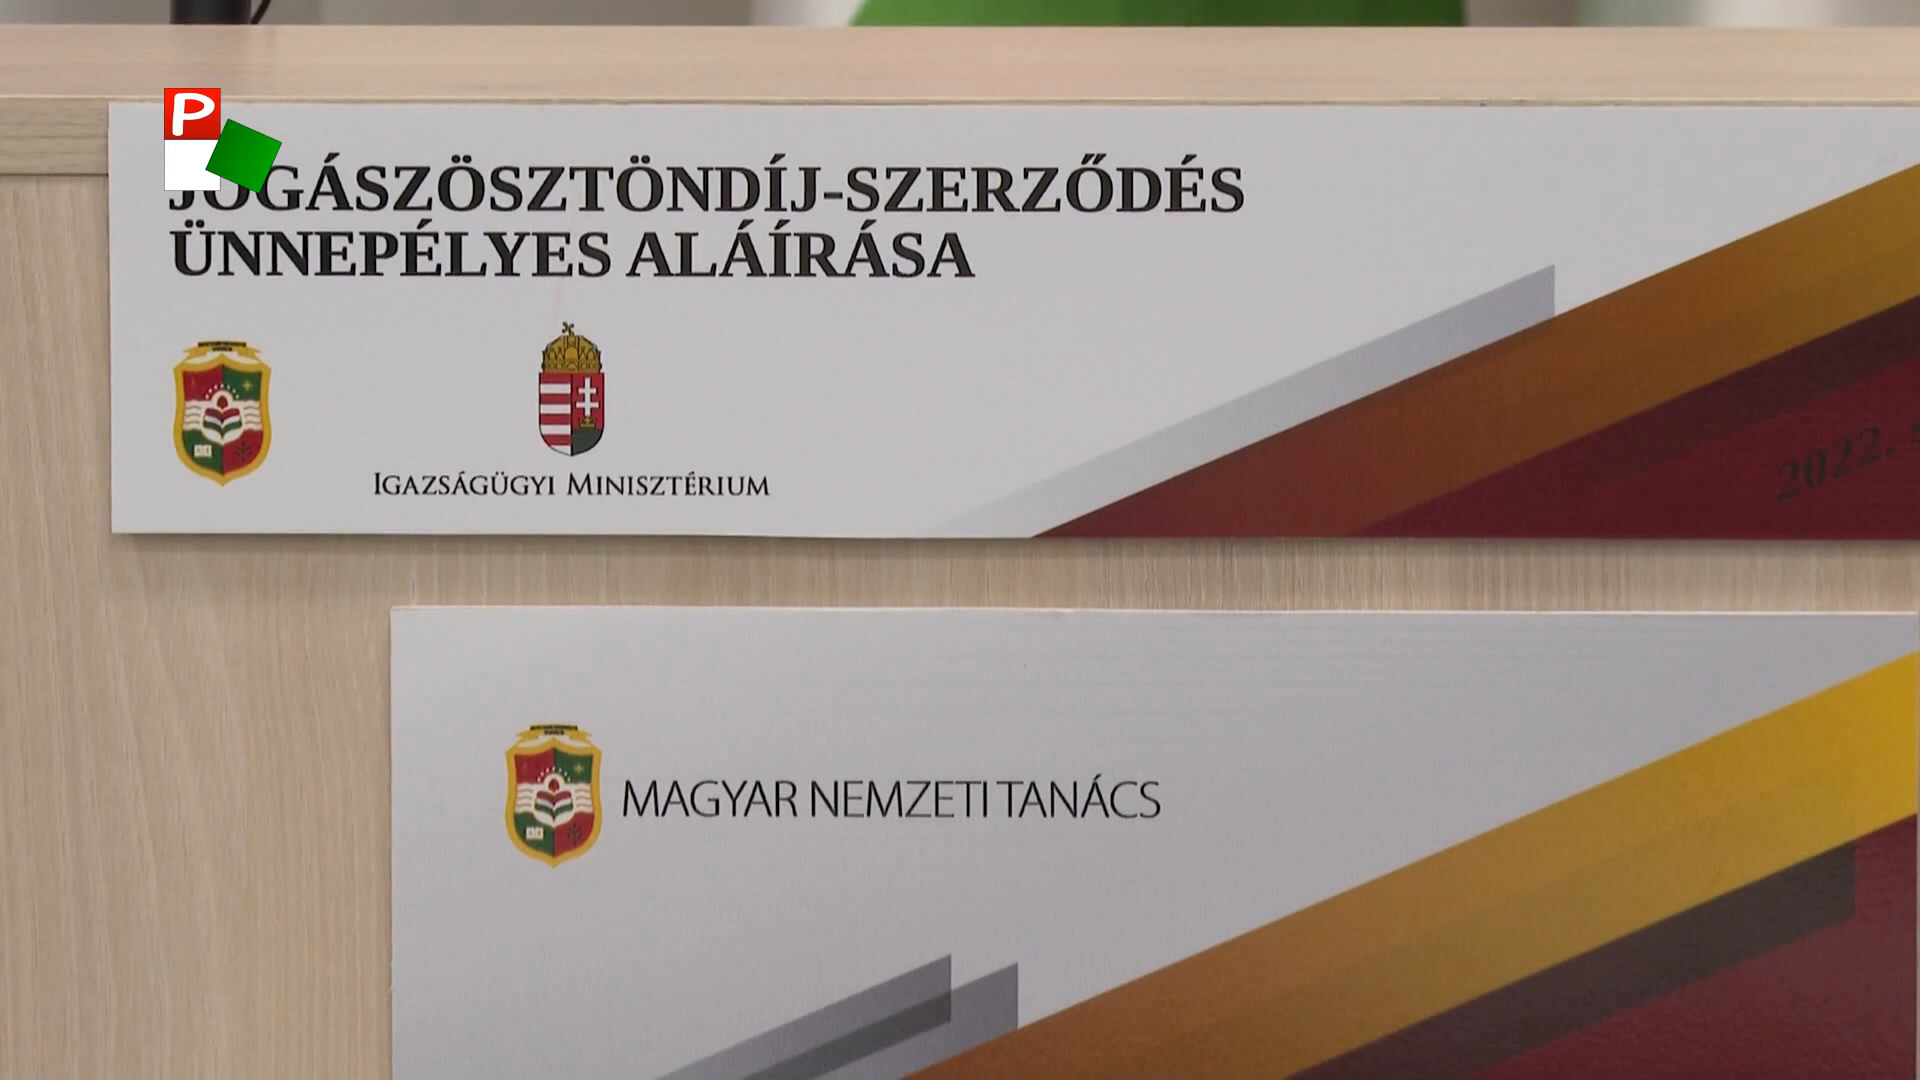 P
JOGÁSZÖSZTÖNDÍJ-SZERZŐDÉS
ÜNNEPÉLYES ALÁÍRÁSA
IGAZSÁGÜGYI MINISZTÉRIUM
2022.
MAGYAR NEMZETI TANÁCS